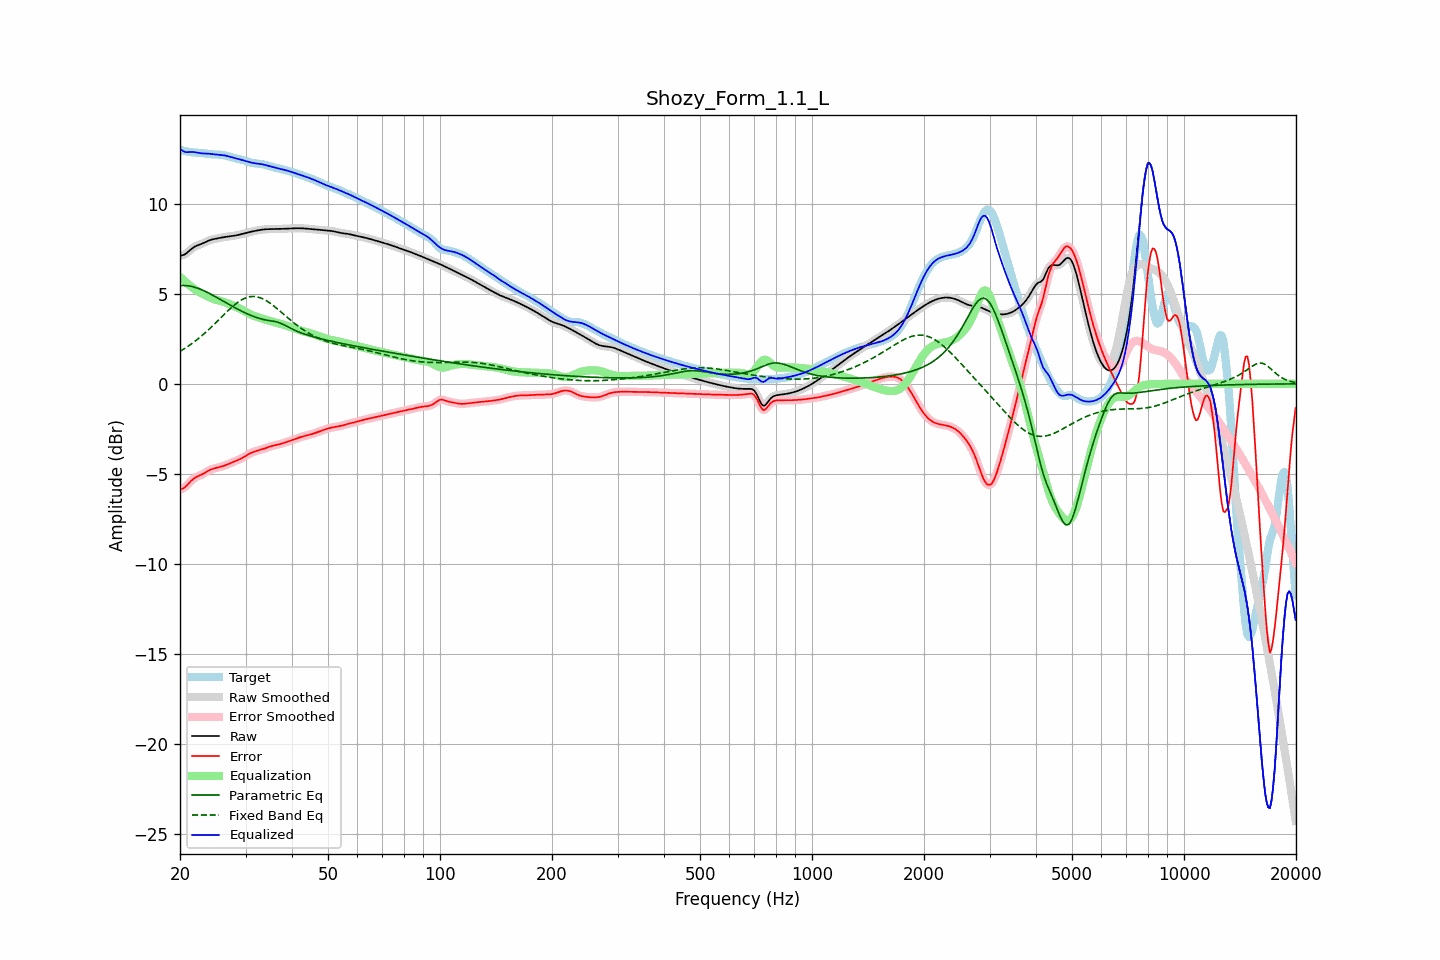 Shozy_Form_1.1_L
10
5
0
−5
−10
−15
−20
−25
Amplitude (dBr)
Target
Raw Smoothed
Error Smoothed
Raw
Error
Equalization
Parametric Eq
Fixed Band Eq
Equalized
20 50 100 200 500 1000 2000 5000 10000 20000
Frequency (Hz)